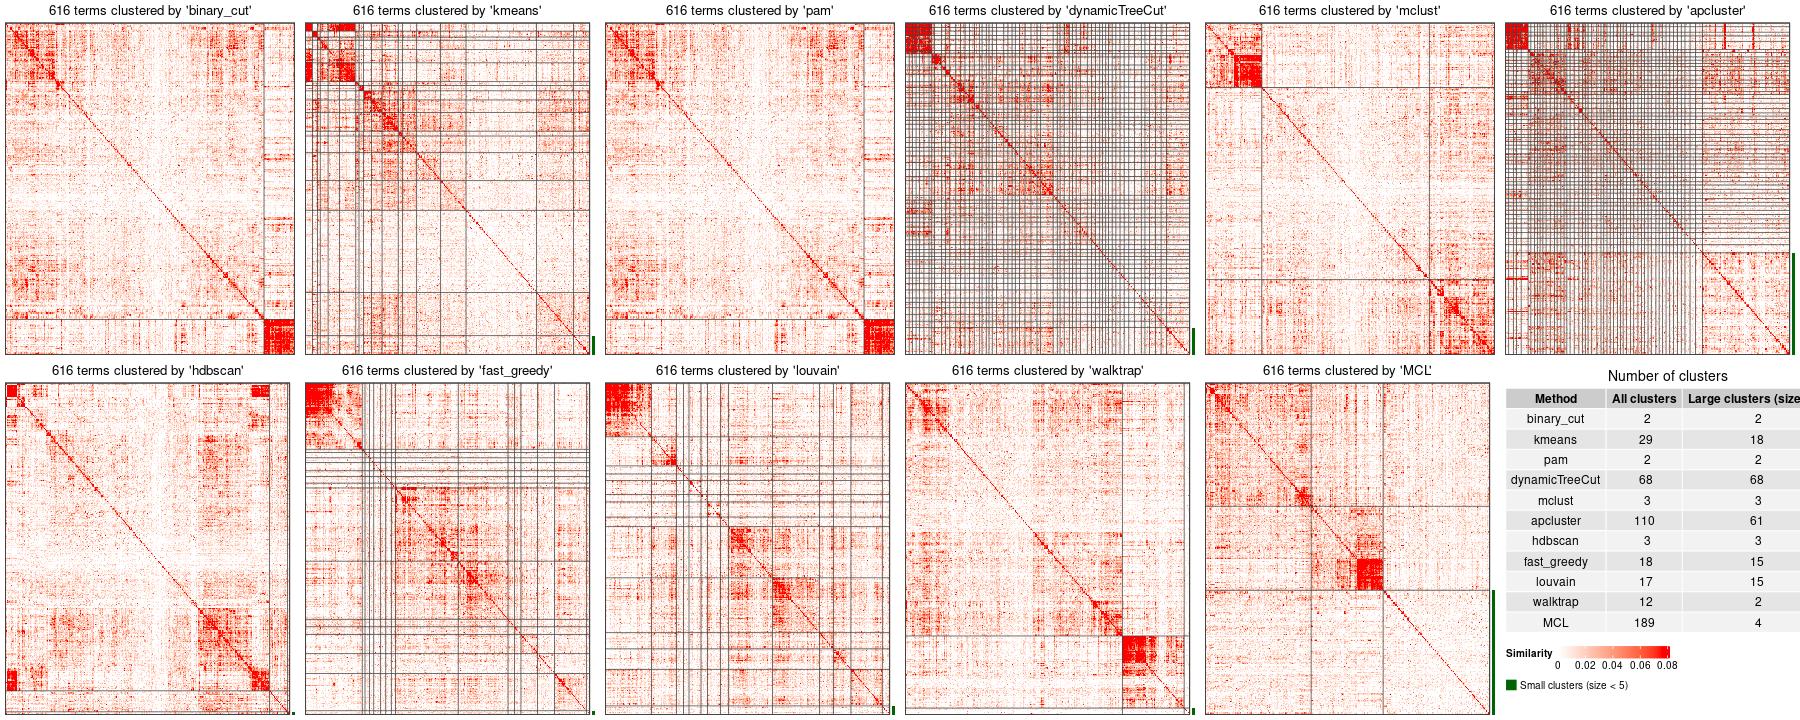 616 terms clustered by 'binary_cut'
616 terms clustered by 'kmeans'
616 terms clustered by 'pam'
616 terms clustered by 'dynamicTreeCut'
616 terms clustered by 'mclust'
616 terms clustered by 'apcluster'
616 terms clustered by 'hdbscan'
616 terms clustered by 'fast_greedy'
616 terms clustered by 'louvain'
616 terms clustered by 'walktrap'
616 terms clustered by 'MCL'
Number of clusters
Method All clusters Large clusters (size
binary_cut 2 2
kmeans 29 18
pam 2 2
dynamicTreeCut 68 68
mclust 3 3
apcluster 110 61
hdbscan 3 3
fast_greedy 18 15
louvain 17 15
walktrap 12 2
MCL 189 4
Similarity
0 0.02 0.04 0.06 0.08
Small clusters (size < 5)